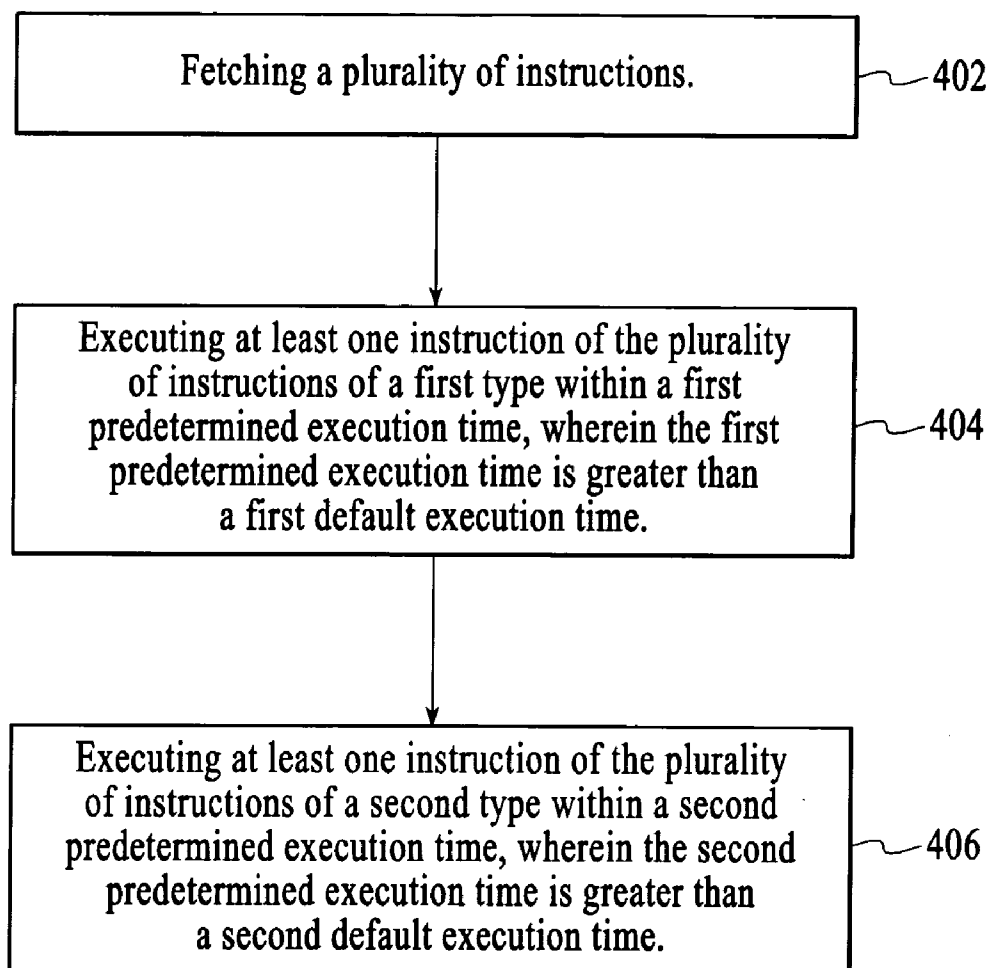 Fetching a plurality of instructions.
402
Executing at least one instruction of the plurality
of instructions of a first type within a first
predetermined execution time, wherein the first
predetermined execution time is greater than
a first default execution time.
404
Executing at least one instruction of the plurality
of instructions of a second type within a second
predetermined execution time, wherein the second
predetermined execution time is greater than
a second default execution time.
406